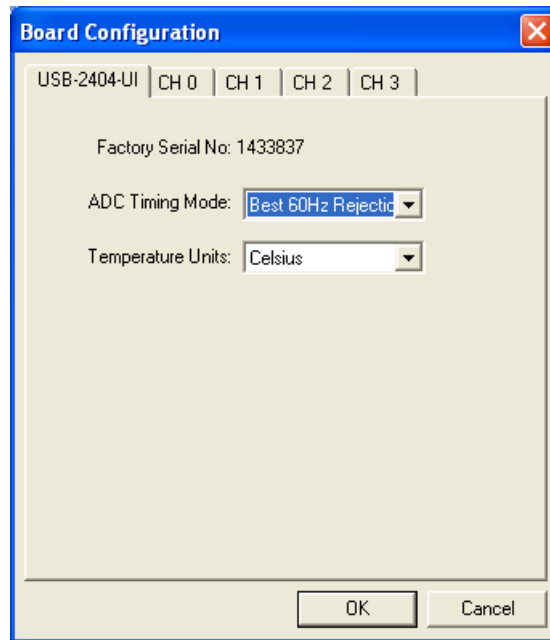 Board Configuration
USB-2404-UI CH 0 CH 1 CH 2 CH 3
Factory Serial No: 1433837
ADC Timing Mode: Best 60Hz Rejectic
Temperature Units: Celsius
OK Cancel